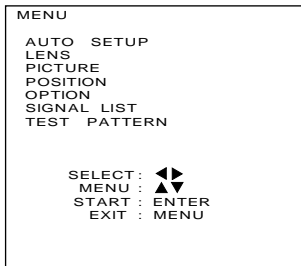 MENU
AUTO SETUP
LENS
PICTURE
POSITION
OPTION
SIGNAL LIST
TEST PATTERN
SELECT: ◀▶
MENU : ▲▼
START : ENTER
EXIT : MENU